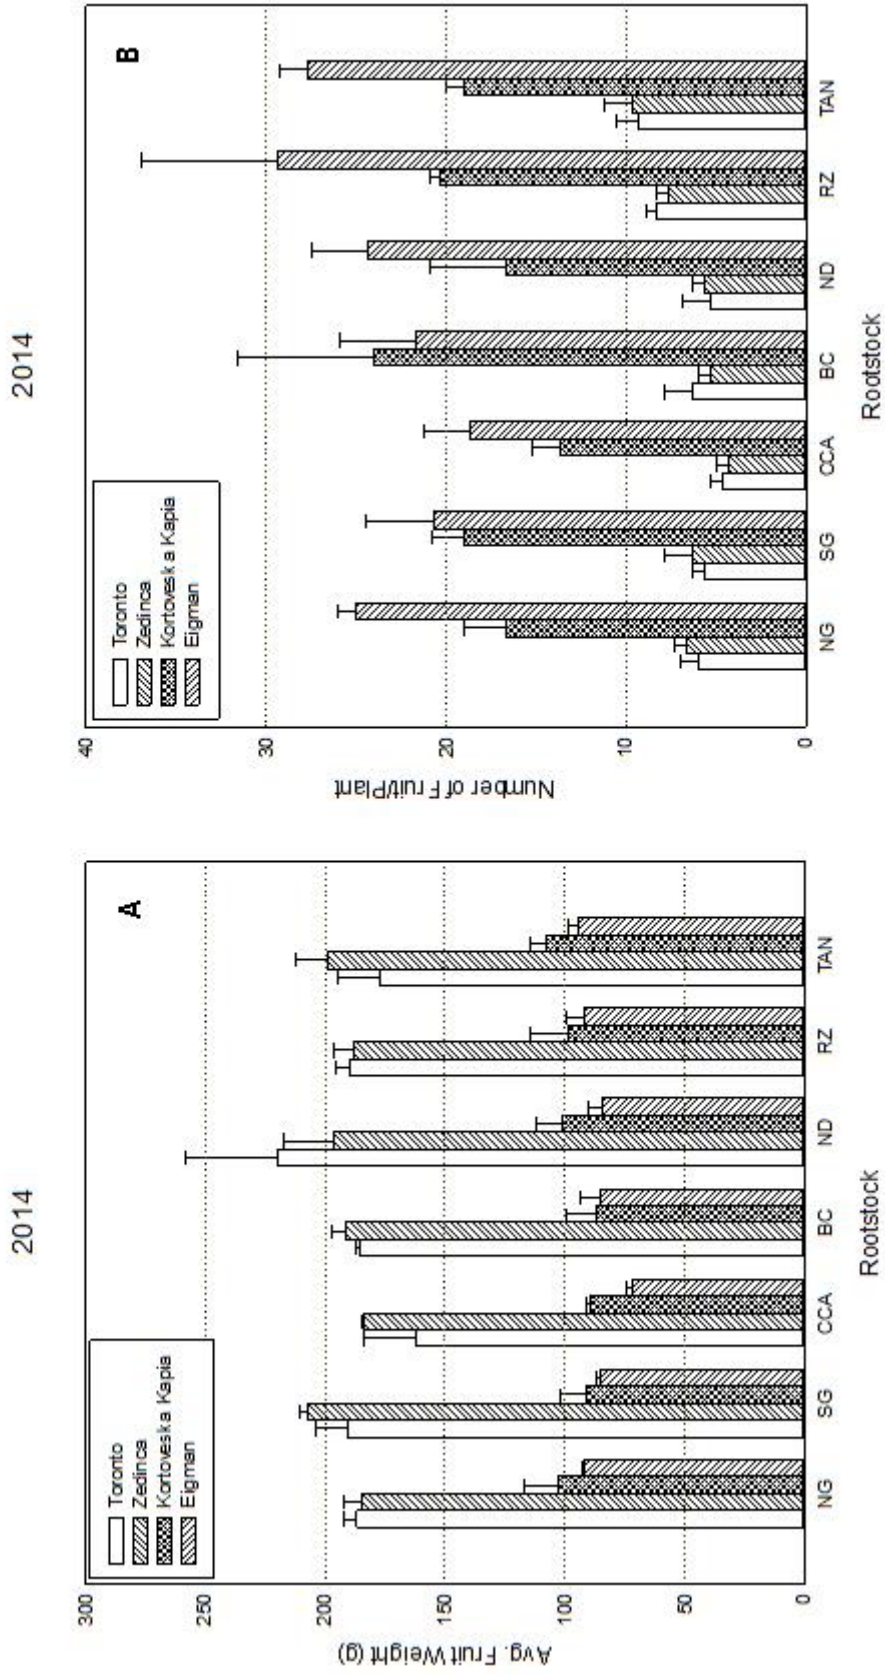 2014
A
Toronto
Zedinca
Kortoveska Kapia
Eigman
300
250
200
150
100
50
0
Avg. Fruit Weight (g)
NG SG CCA BC ND RZ TAN
Rootstock
2014
B
Toronto
Zedinca
Kortovesk a Kapia
Eigman
40
30
20
10
0
Number of Fruit/Plant
NG SG CCA BC ND RZ TAN
Rootstock